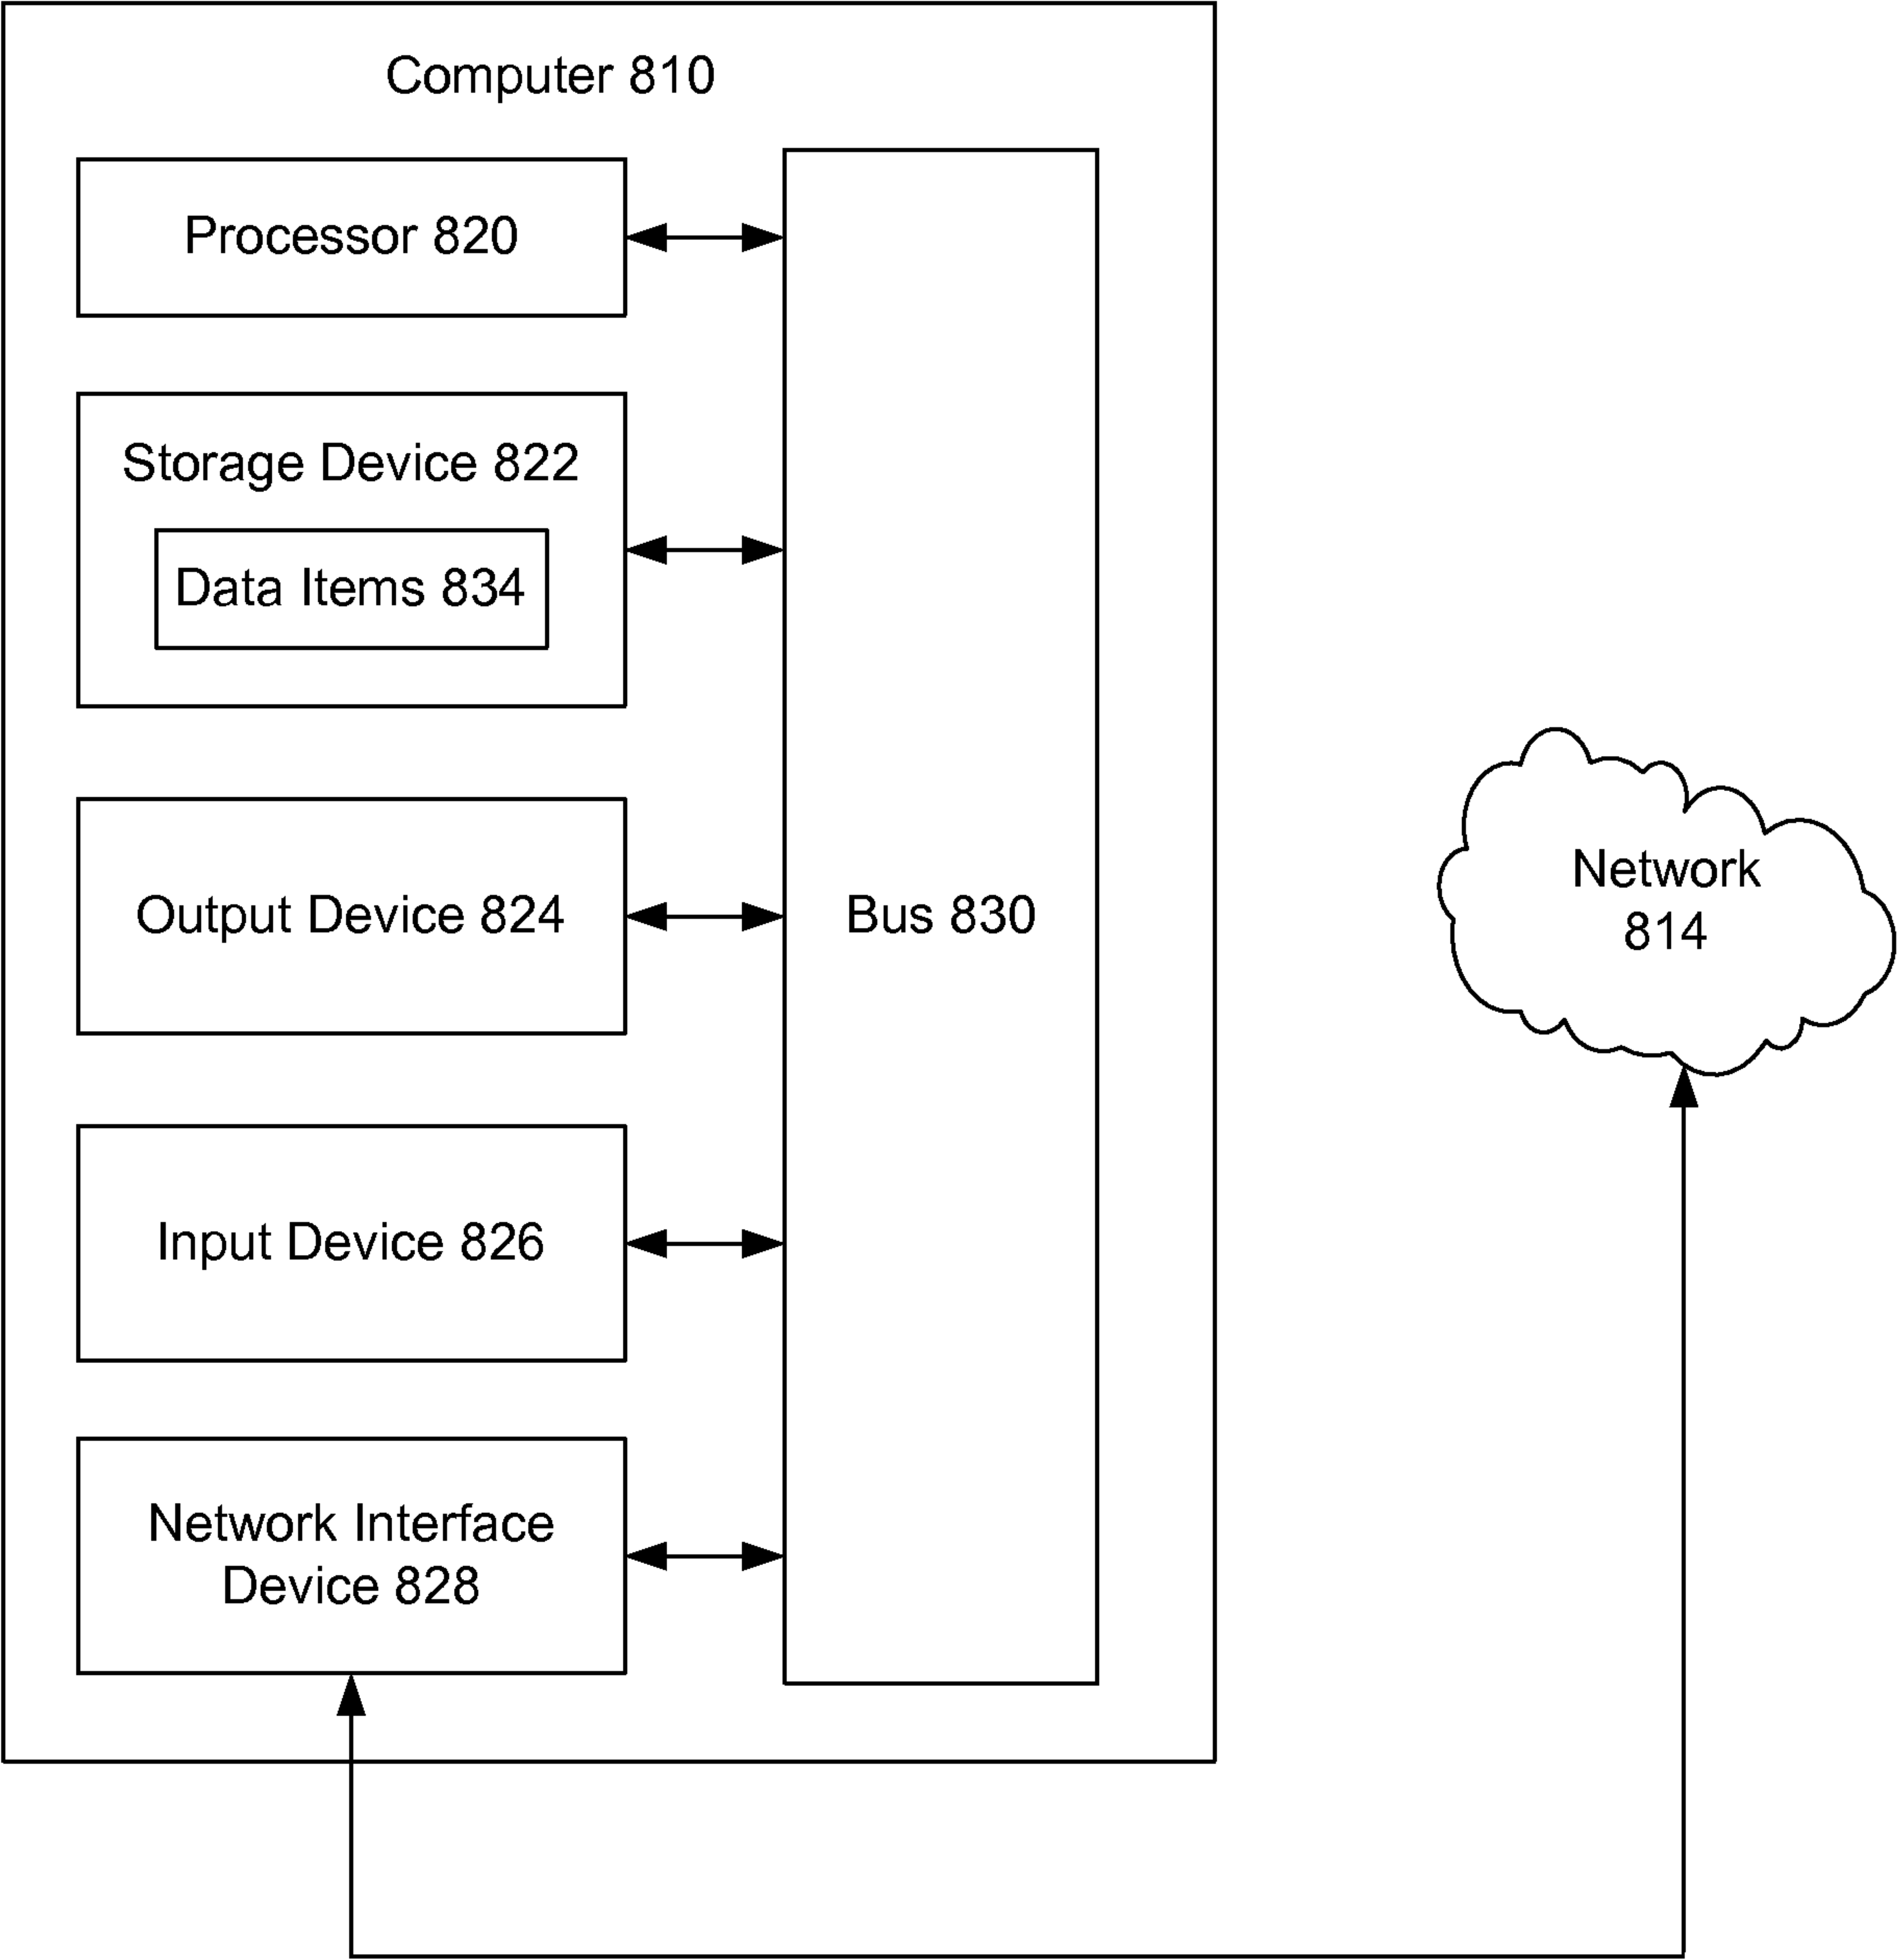 Computer 810
Processor 820
Storage Device 822
Data Items 834
Output Device 824
Input Device 826
Network Interface
Device 828
Bus 830
Network
814